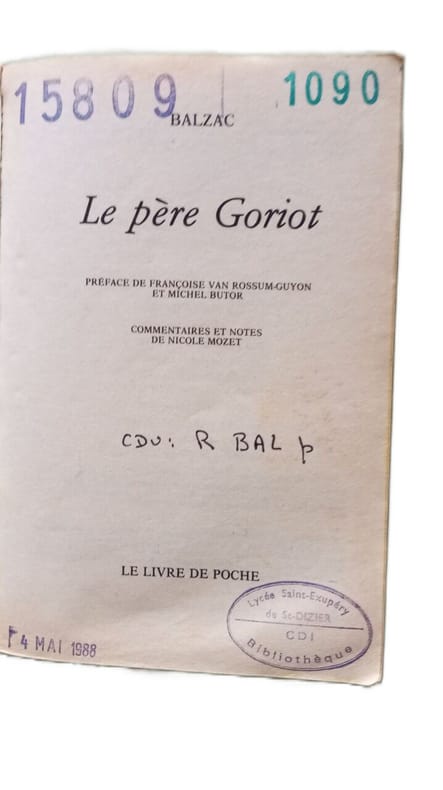 15809
1090
BALZAC
Le père Goriot
PRÉFACE DE FRANÇOISE VAN ROSSUM-GUYON
ET MICHEL BUTOR
COMMENTAIRES ET NOTES
DE NICOLE MOZET
CDU: R BAL p
LE LIVRE DE POCHE
Lycée Saint-Exupéry
de St-DIZIER
CDI
Bibliothèque
4 MAI 1988